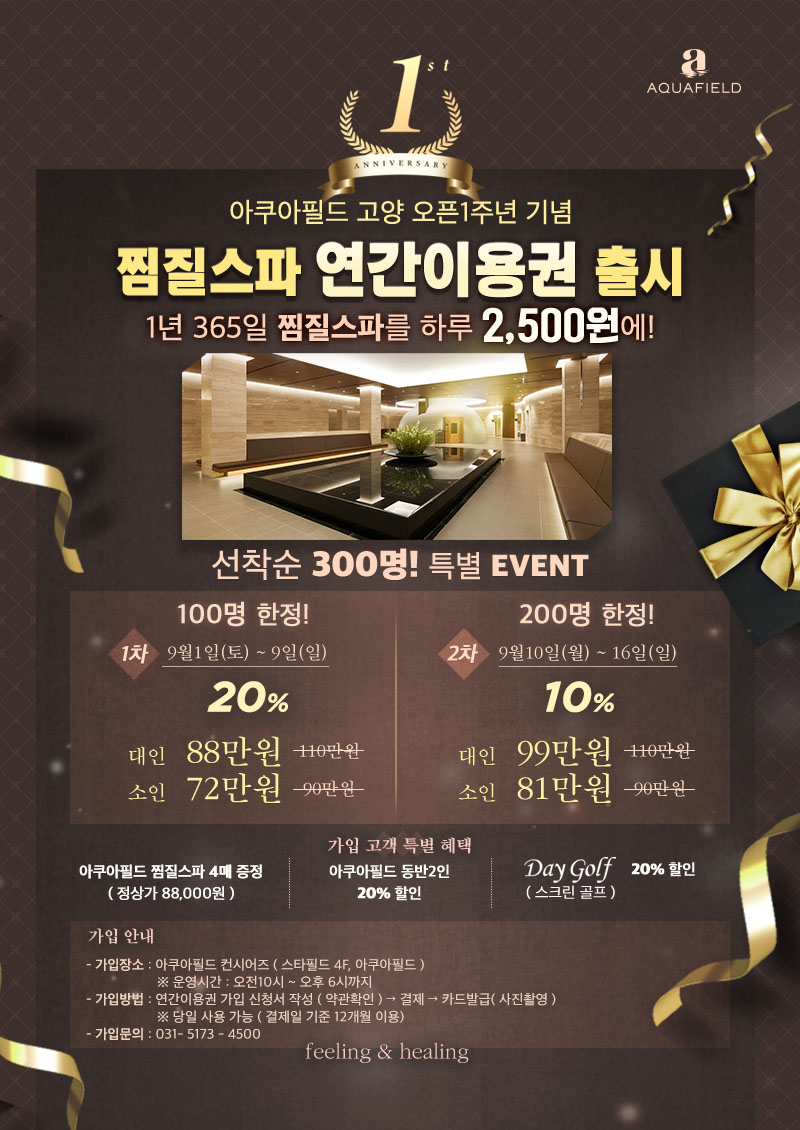 1st
ANNIVERSARY
a
AQUAFIELD
아쿠아필드 고양 오픈1주년 기념
찜질스파 연간이용권 출시
1년 365일 찜질스파를 하루 2,500원에!
선착순 300명! 특별 EVENT
100명 한정!
1차 9월1일(토) ~ 9일(일)
20%
대인 88만원 110만원
소인 72만원 90만원
200명 한정!
2차 9월10일(월) ~ 16일(일)
10%
대인 99만원 110만원
소인 81만원 90만원
가입 고객 특별 혜택
아쿠아필드 찜질스파 4매 증정
( 정상가 88,000원 )
아쿠아필드 동반2인
20% 할인
Day Golf 20% 할인
( 스크린 골프 )
가입 안내
- 가입장소 : 아쿠아필드 컨시어즈 ( 스타필드 4F, 아쿠아필드 )
※ 운영시간 : 오전10시 ~ 오후 6시까지
- 가입방법 : 연간이용권 가입 신청서 작성 ( 약관확인 ) → 결제 → 카드발급( 사진촬영 )
※ 당일 사용 가능 ( 결제일 기준 12개월 이용)
- 가입문의 : 031- 5173 - 4500
feeling & healing